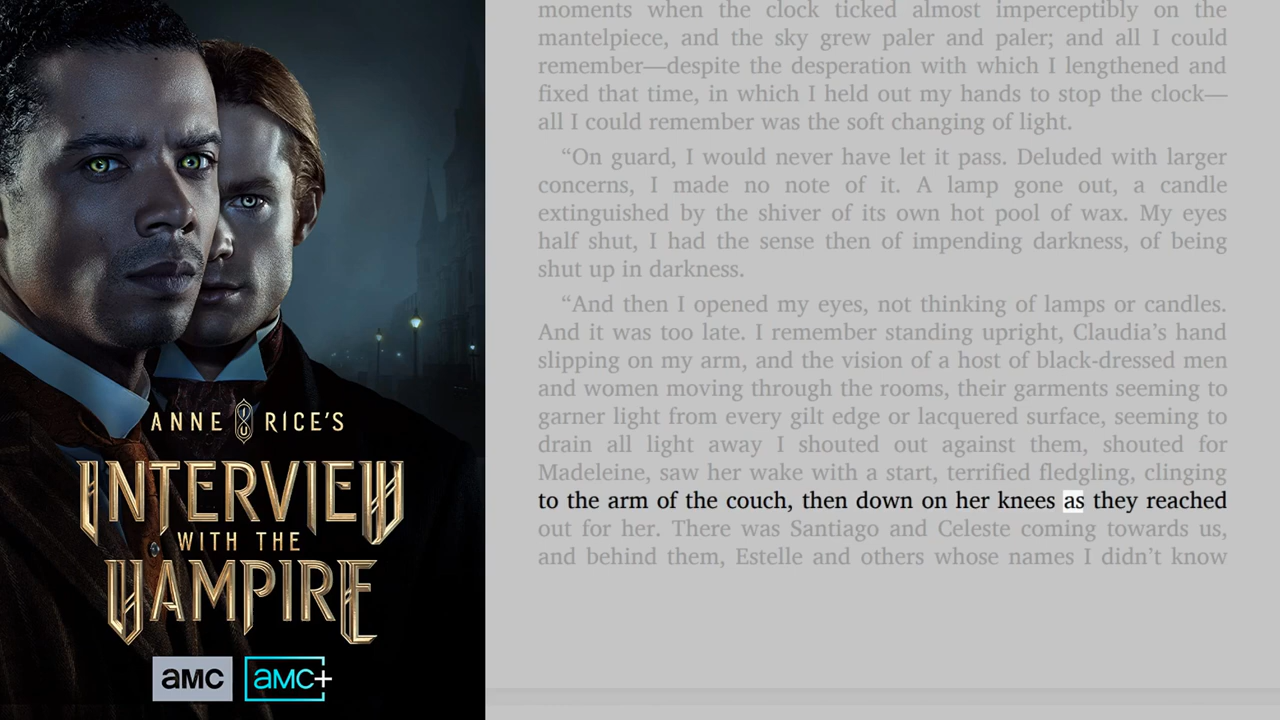 ANNE RICE'S
INTERVIEW
WITH THE
VAMPIRE
amc
amc+
moments when the clock ticked almost imperceptibly on the
mantelpiece, and the sky grew paler and paler; and all I could
remember—despite the desperation with which I lengthened and
fixed that time, in which I held out my hands to stop the clock—
all I could remember was the soft changing of light.
“On guard, I would never have let it pass. Deluded with larger
concerns, I made no note of it. A lamp gone out, a candle
extinguished by the shiver of its own hot pool of wax. My eyes
half shut, I had the sense then of impending darkness, of being
shut up in darkness.
“And then I opened my eyes, not thinking of lamps or candles.
And it was too late. I remember standing upright, Claudia’s hand
slipping on my arm, and the vision of a host of black-dressed men
and women moving through the rooms, their garments seeming to
garner light from every gilt edge or lacquered surface, seeming to
drain all light away I shouted out against them, shouted for
Madeleine, saw her wake with a start, terrified fledgling, clinging
to the arm of the couch, then down on her knees as they reached
out for her. There was Santiago and Celeste coming towards us,
and behind them, Estelle and others whose names I didn’t know